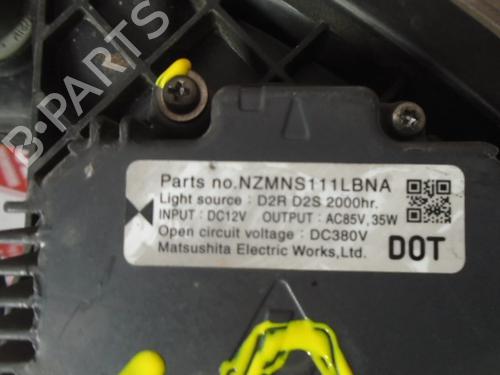 B-PARTS
Parts no.NZMNS111LBNA
Light source : D2R D2S 2000hr.
INPUT : DC12V OUTPUT : AC85V, 35W
Open circuit voltage : DC380V
Matsushita Electric Works,Ltd.
DOT